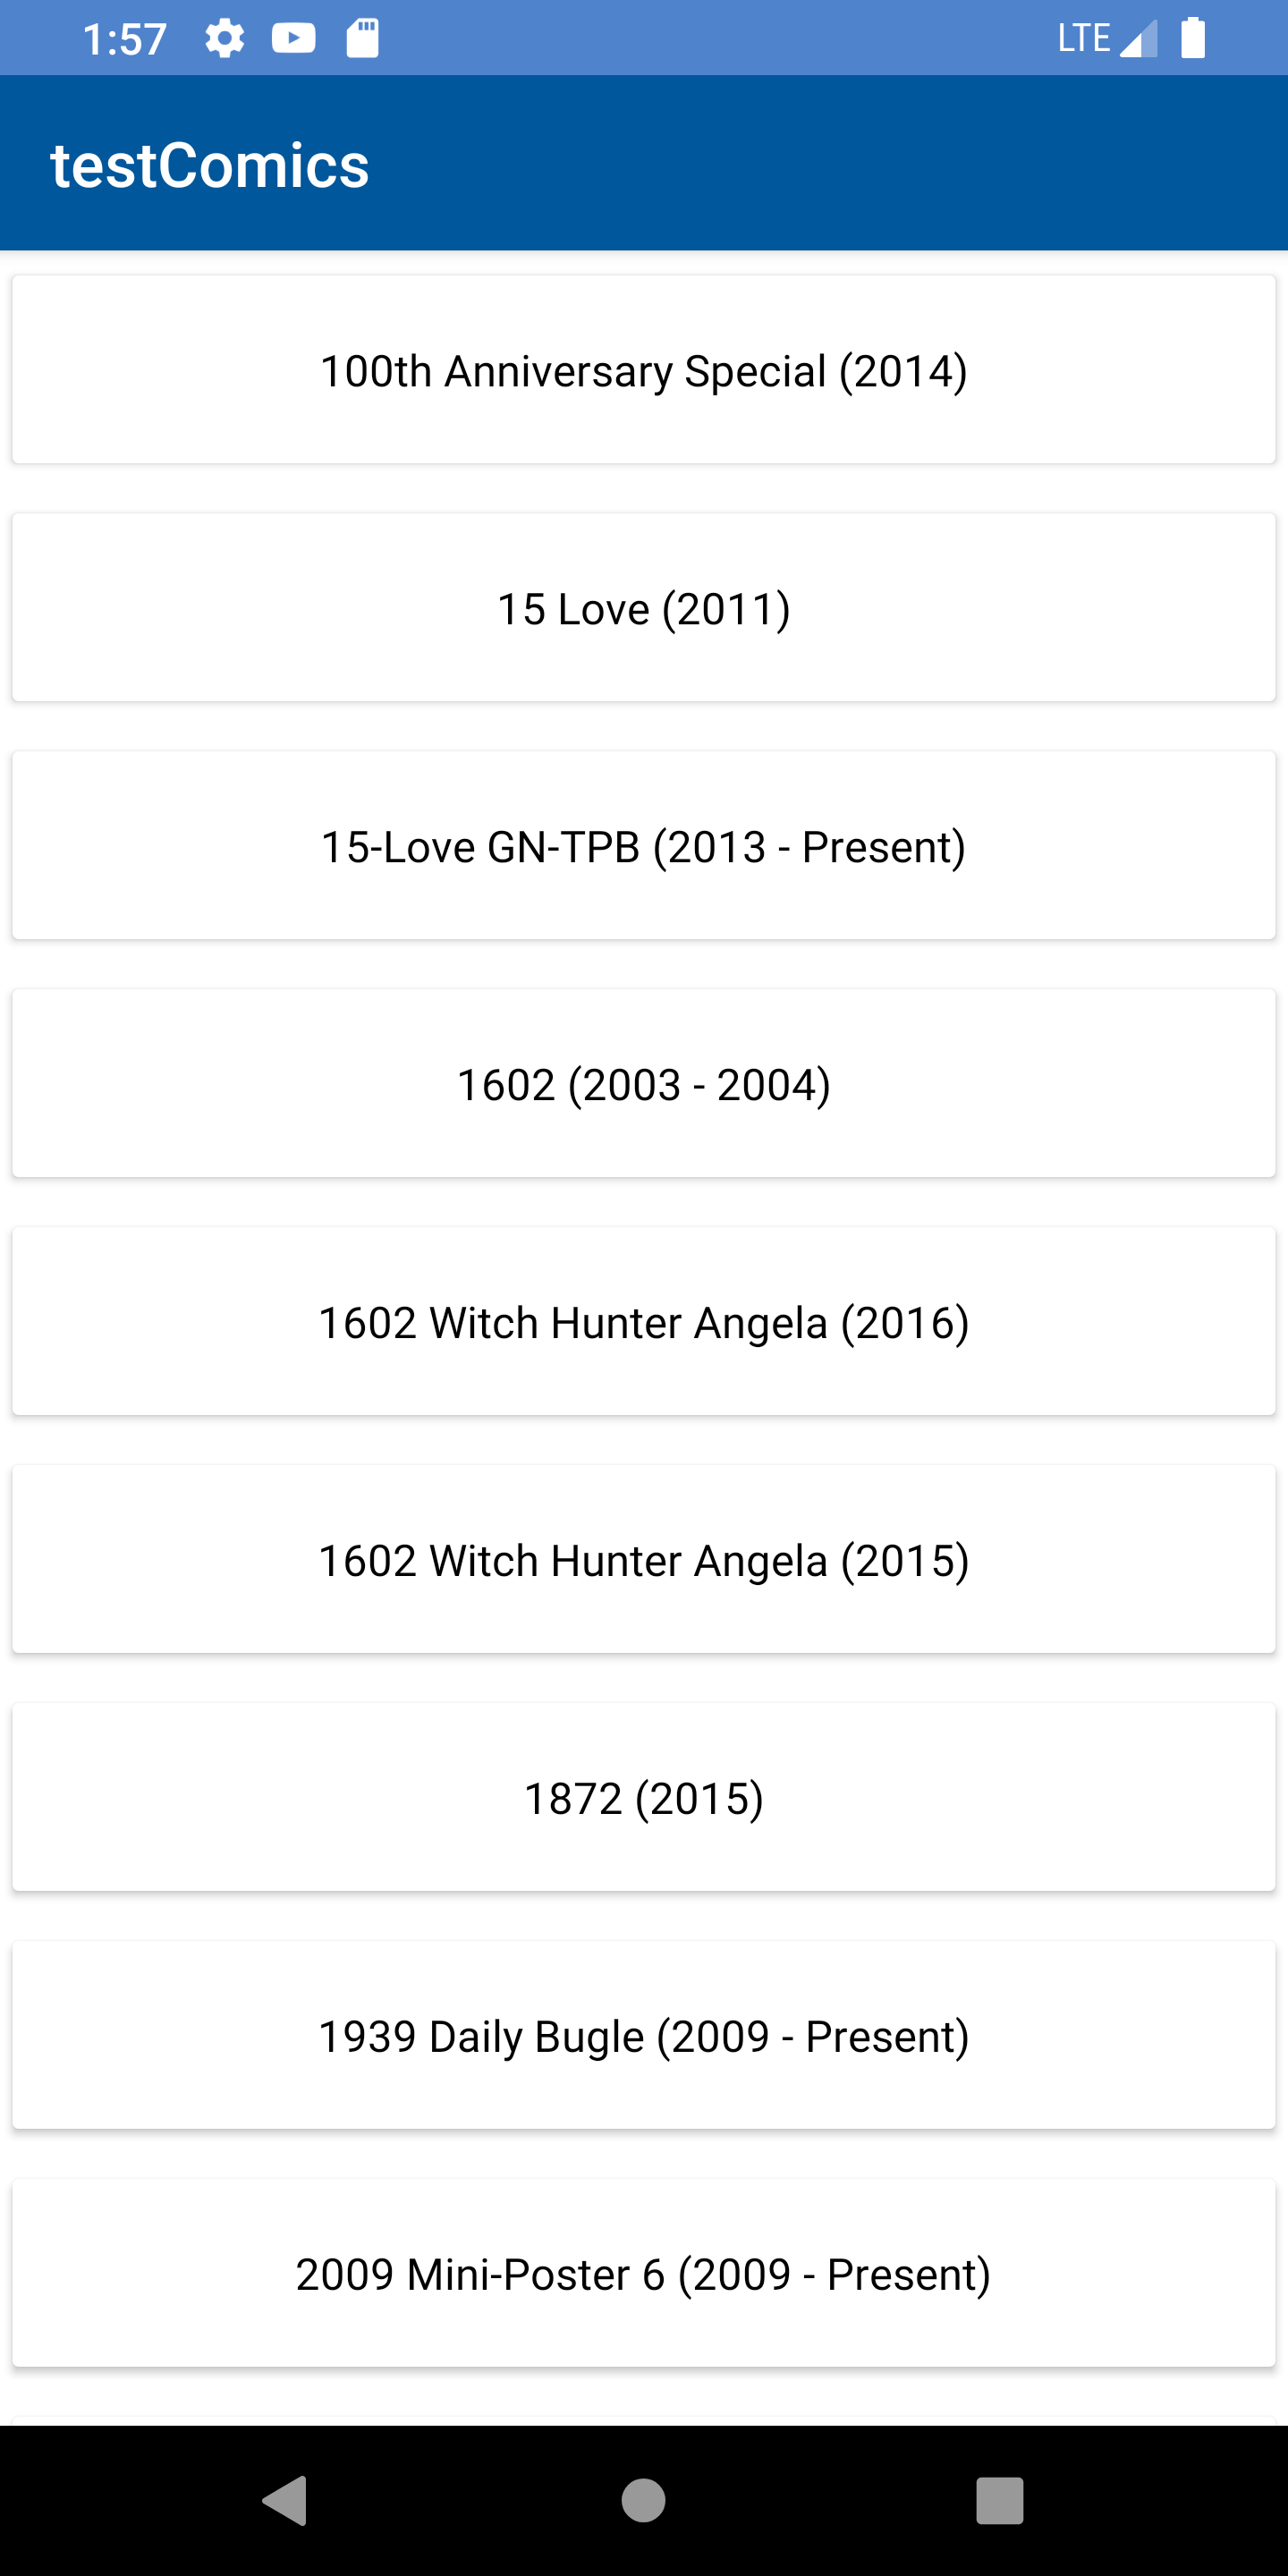 1:57 LTE
testComics
100th Anniversary Special (2014)
15 Love (2011)
15-Love GN-TPB (2013 - Present)
1602 (2003 - 2004)
1602 Witch Hunter Angela (2016)
1602 Witch Hunter Angela (2015)
1872 (2015)
1939 Daily Bugle (2009 - Present)
2009 Mini-Poster 6 (2009 - Present)